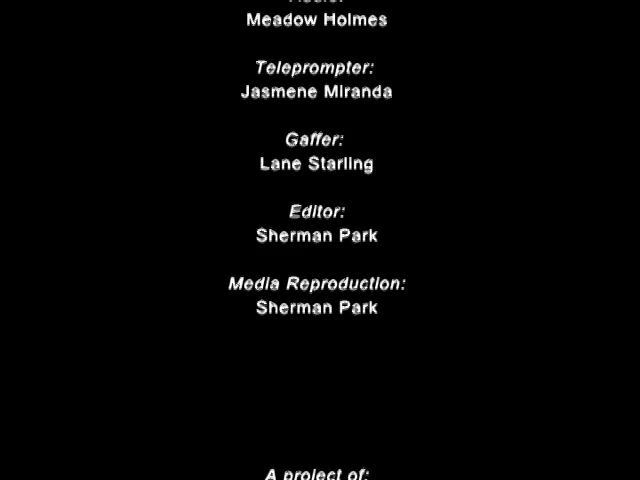 Meadow Holmes
Teleprompter:
Jasmene Miranda
Gaffer:
Lane Starling
Editor:
Sherman Park
Media Reproduction:
Sherman Park
A project of: